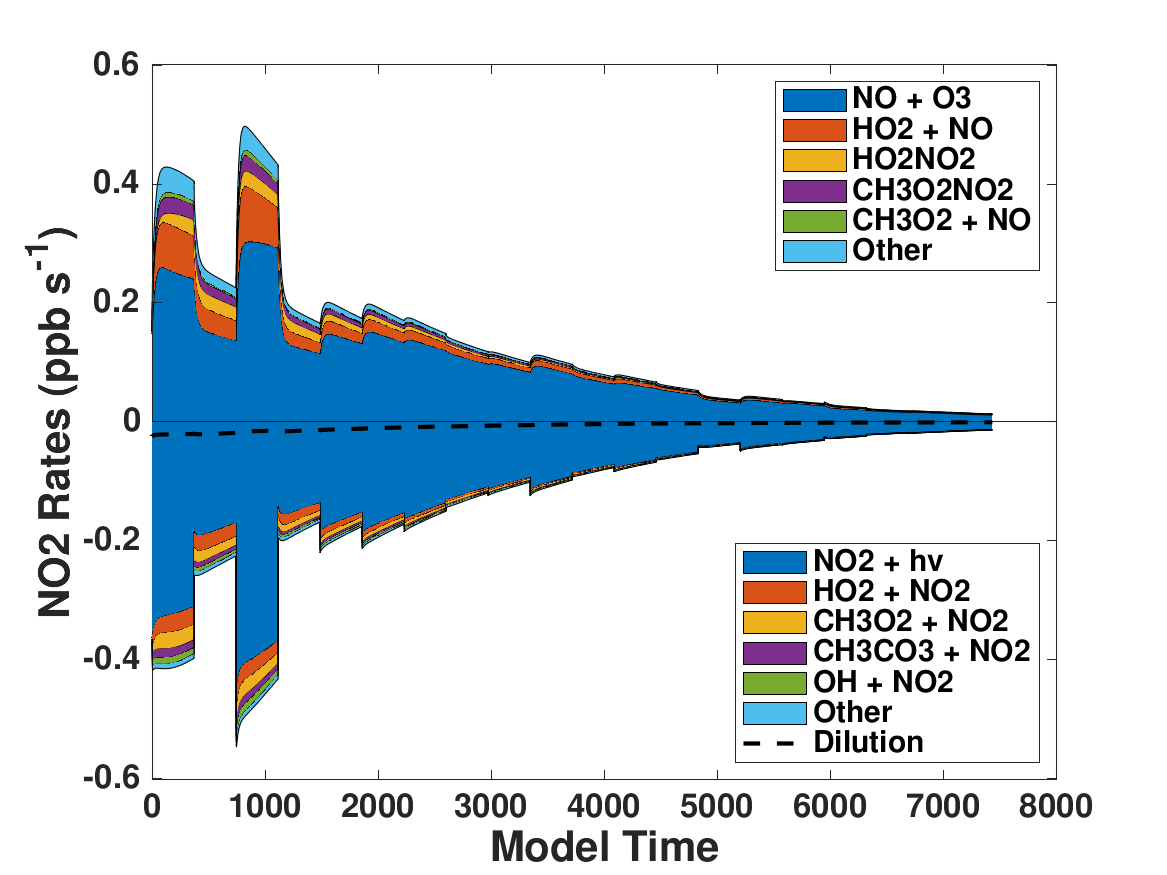 0.6
0.4
0.2
0
-0.2
-0.4
-0.6
NO2 Rates (ppb s-1)
NO + O3
HO2 + NO
HO2NO2
CH3O2NO2
CH3O2 + NO
Other
NO2 + hv
HO2 + NO2
CH3O2 + NO2
CH3CO3 + NO2
OH + NO2
Other
Dilution
0 1000 2000 3000 4000 5000 6000 7000 8000
Model Time